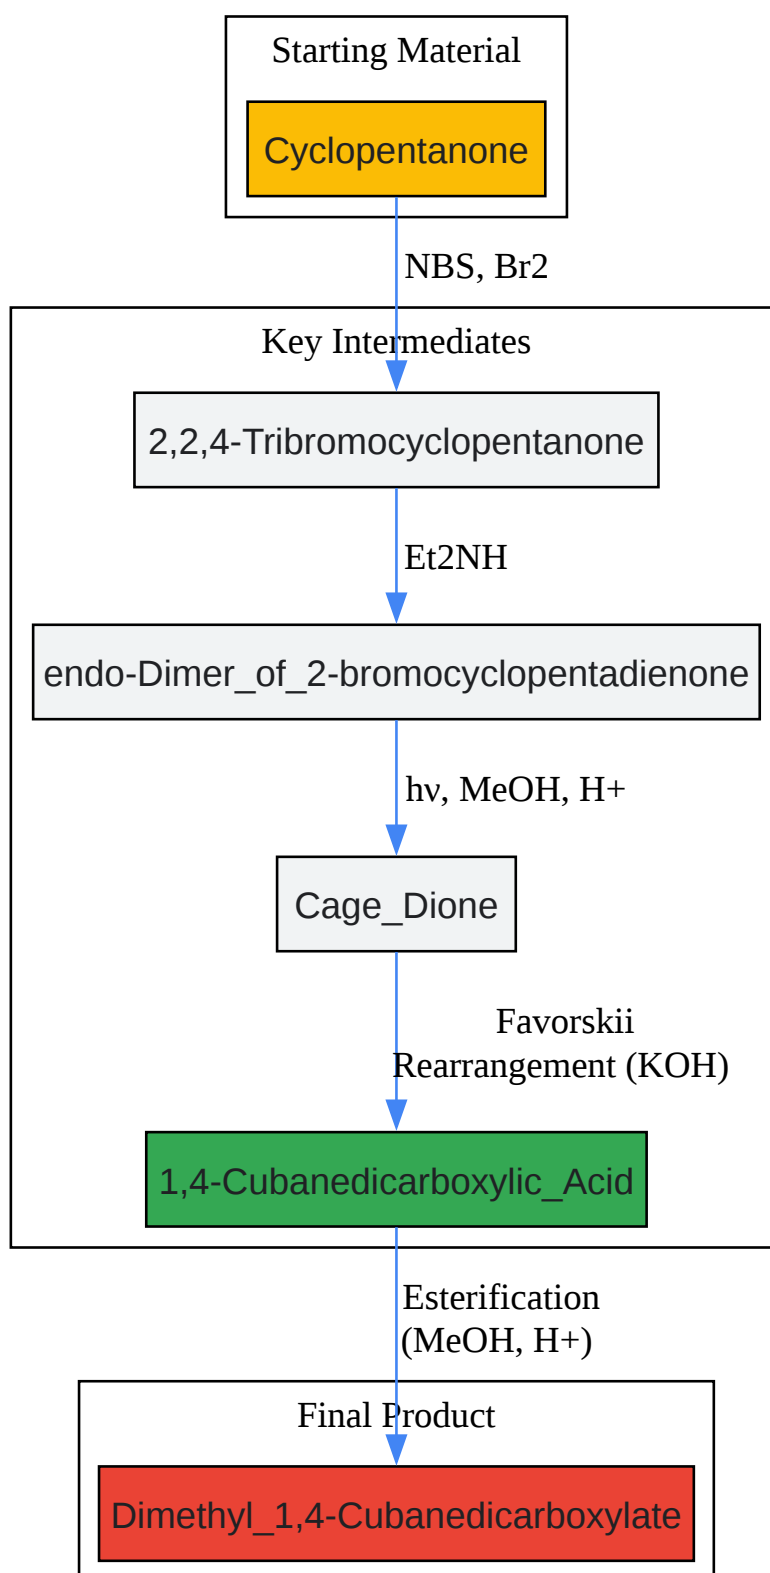 Starting Material
Cyclopentanone
NBS, Br2
Key Intermediates
2,2,4-Tribromocyclopentanone
Et2NH
endo-Dimer_of_2-bromocyclopentadienone
hν, MeOH, H+
Cage_Dione
Favorskii
Rearrangement (KOH)
1,4-Cubanedicarboxylic_Acid
Esterification
(MeOH, H+)
Final Product
Dimethyl_1,4-Cubanedicarboxylate